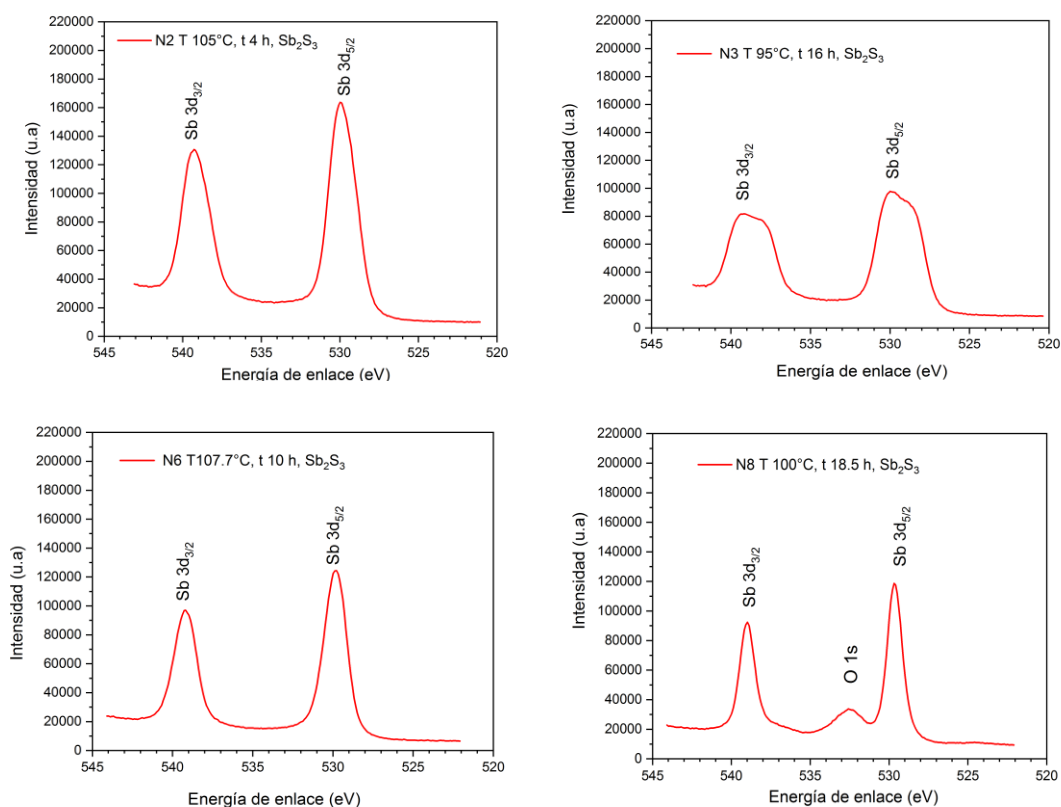 N2 T 105°C, t 4 h, Sb₂S₃
Sb 3d₃/₂
Sb 3d₅/₂
Intensidad (u.a)
220000
200000
180000
160000
140000
120000
100000
80000
60000
40000
20000
0
545 540 535 530 525 520
Energía de enlace (eV)
N3 T 95°C, t 16 h, Sb₂S₃
Sb 3d₃/₂
Sb 3d₅/₂
Intensidad (u.a)
220000
200000
180000
160000
140000
120000
100000
80000
60000
40000
20000
0
545 540 535 530 525 520
Energía de enlace (eV)
N6 T107.7°C, t 10 h, Sb₂S₃
Sb 3d₃/₂
Sb 3d₅/₂
Intensidad (u.a)
220000
200000
180000
160000
140000
120000
100000
80000
60000
40000
20000
0
545 540 535 530 525 520
Energía de enlace (eV)
N8 T 100°C, t 18.5 h, Sb₂S₃
Sb 3d₃/₂
O 1s
Sb 3d₅/₂
Intensidad (u.a)
220000
200000
180000
160000
140000
120000
100000
80000
60000
40000
20000
0
545 540 535 530 525 520
Energía de enlace (eV)